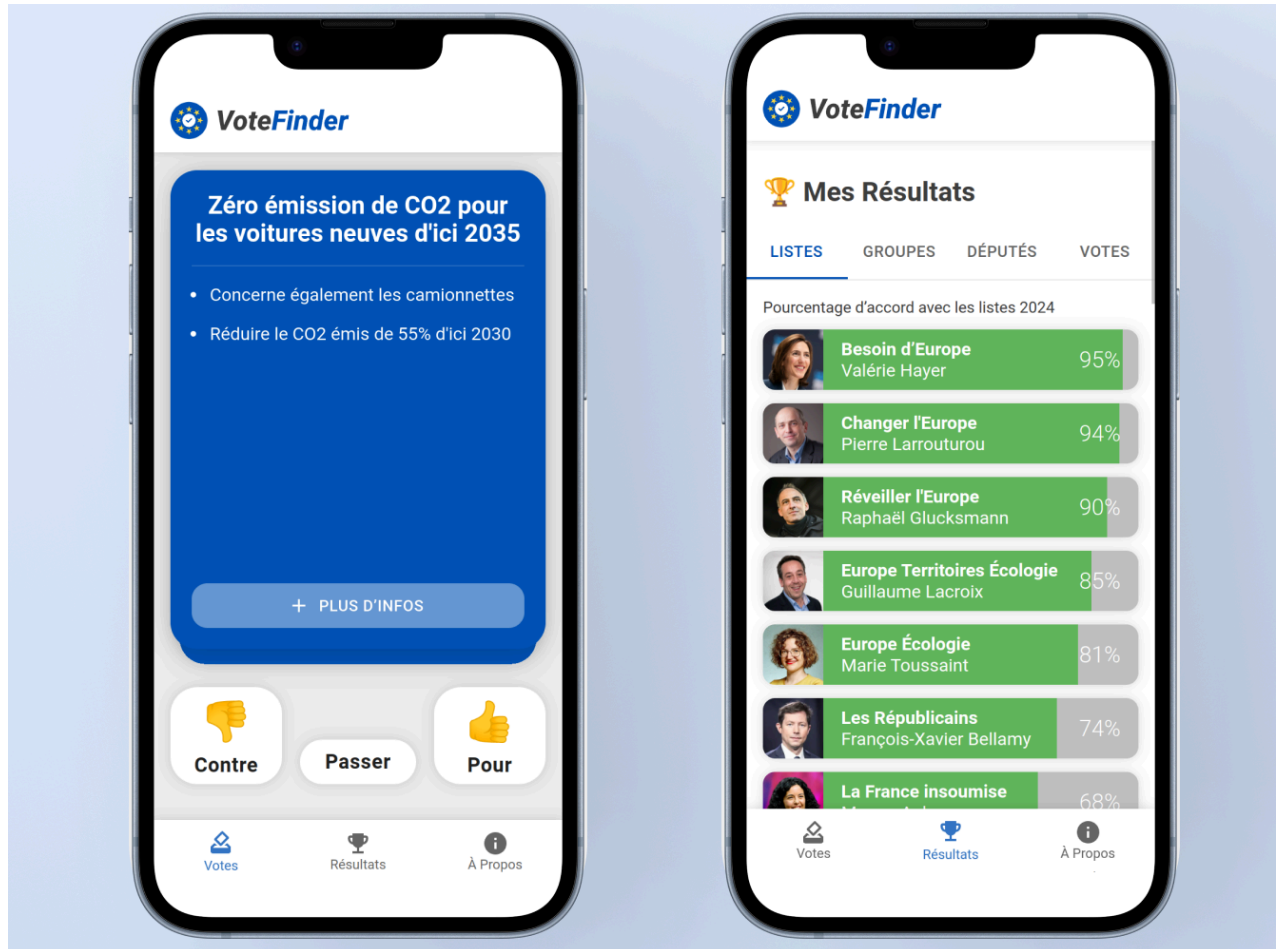 VoteFinder
Zéro émission de CO2 pour
les voitures neuves d'ici 2035
• Concerne également les camionnettes
• Réduire le CO2 émis de 55% d'ici 2030
+ PLUS D'INFOS
Contre
Passer
Pour
Votes
Résultats
À Propos
VoteFinder
🏆 Mes Résultats
LISTES GROUPES DÉPUTÉS VOTES
Pourcentage d’accord avec les listes 2024
Besoin d’Europe
Valérie Hayer
95%
Changer l'Europe
Pierre Larrouturou
94%
Réveiller l'Europe
Raphaël Glucksmann
90%
Europe Territoires Écologie
Guillaume Lacroix
85%
Europe Écologie
Marie Toussaint
81%
Les Républicains
François-Xavier Bellamy
74%
La France insoumise
68%
Votes
Résultats
À Propos